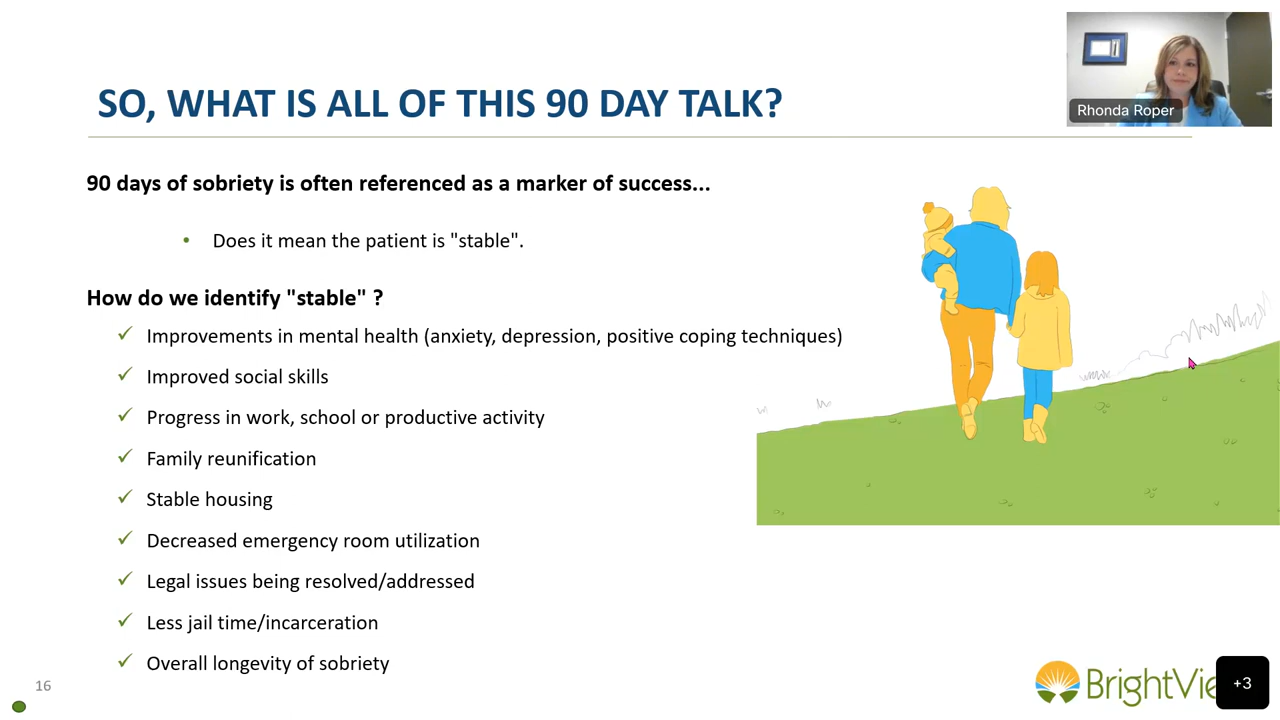 SO, WHAT IS ALL OF THIS 90 DAY TALK?
Rhonda Roper
90 days of sobriety is often referenced as a marker of success...
• Does it mean the patient is "stable".
How do we identify "stable" ?
✓ Improvements in mental health (anxiety, depression, positive coping techniques)
✓ Improved social skills
✓ Progress in work, school or productive activity
✓ Family reunification
✓ Stable housing
✓ Decreased emergency room utilization
✓ Legal issues being resolved/addressed
✓ Less jail time/incarceration
✓ Overall longevity of sobriety
16
BrightVie
+3